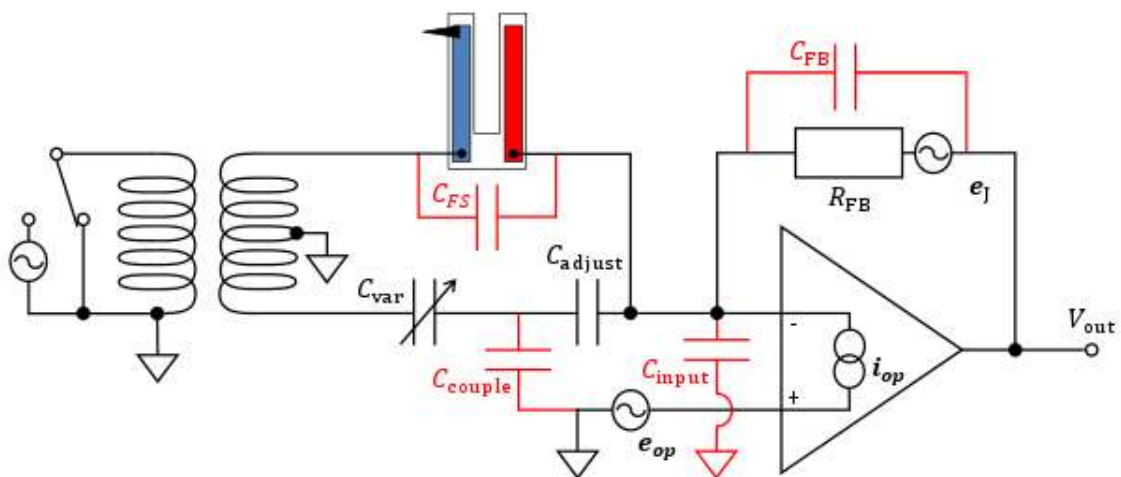 C_FB
e_J
R_FB
C_FS
C_adjust
C_var
V_out
-
C_couple
C_input
i_op
+
e_op